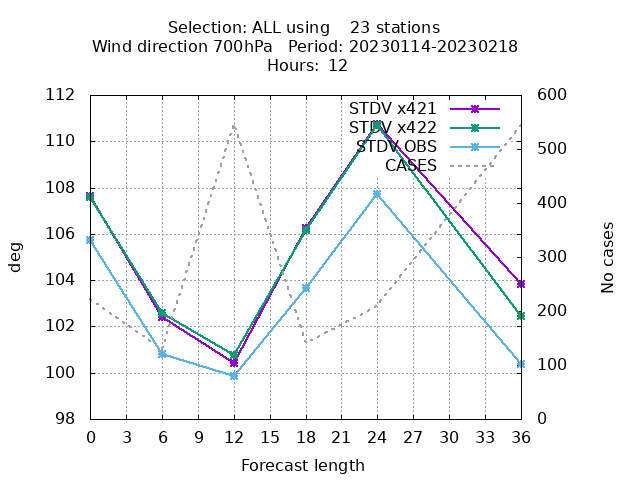 Selection: ALL using    23 stations
Wind direction 700hPa   Period: 20230114-20230218
Hours: 12
STDV x421
STDV x422
STDV OBS
CASES
deg
No cases
112
110
108
106
104
102
100
98
600
500
400
300
200
100
0
0 3 6 9 12 15 18 21 24 27 30 33 36
Forecast length